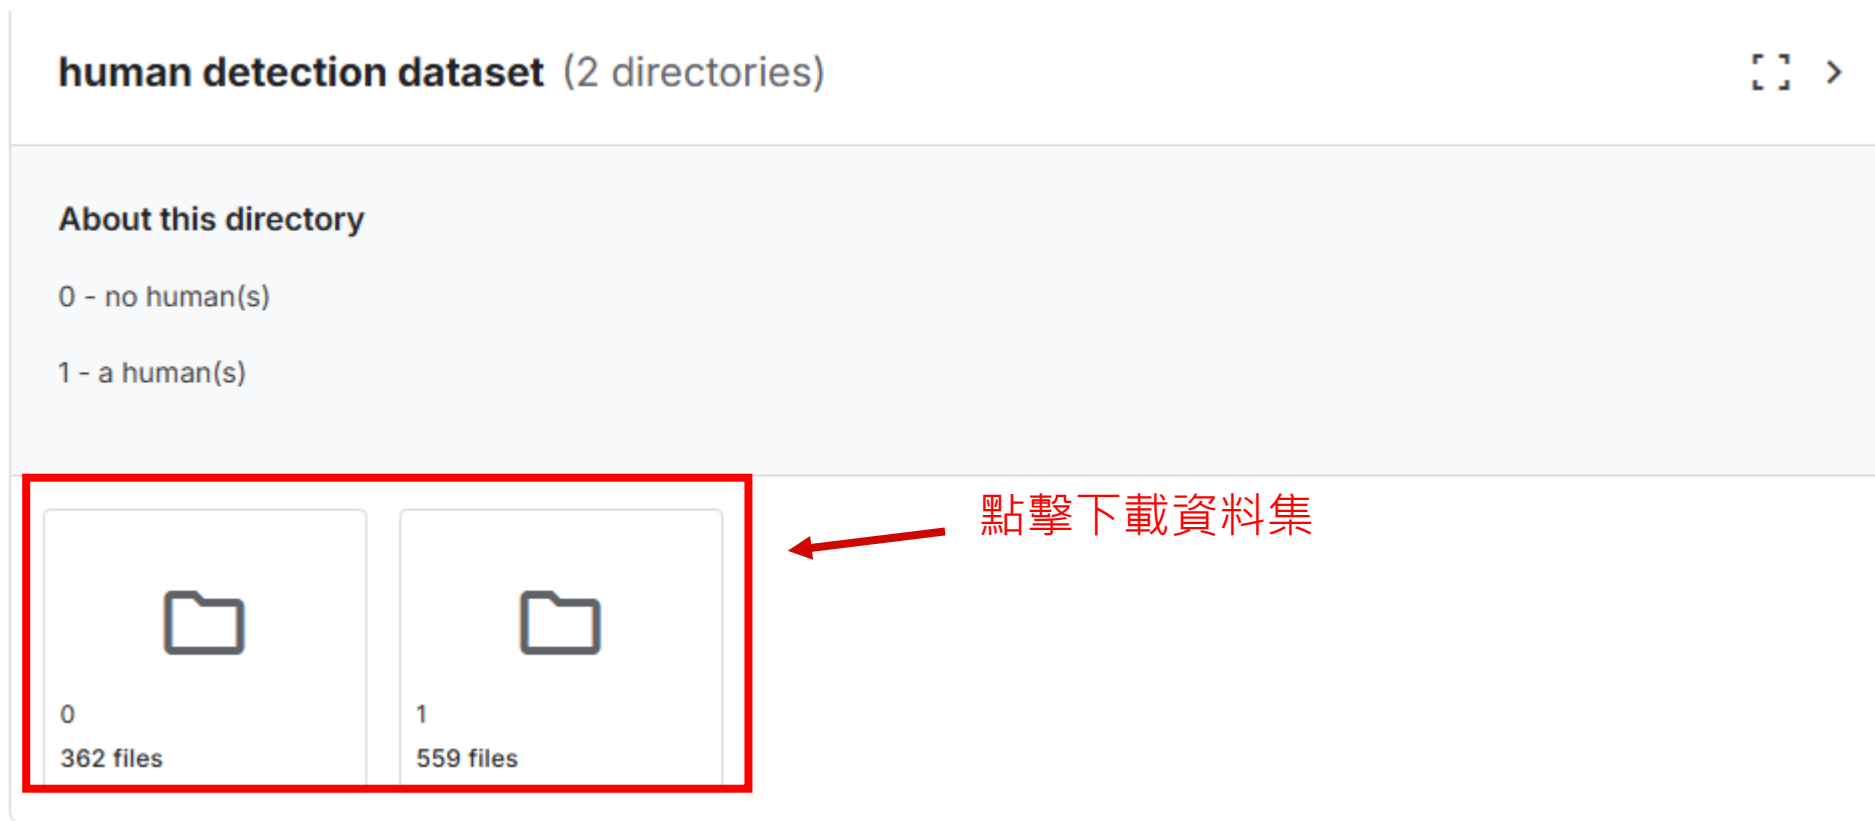 human detection dataset (2 directories)
About this directory
0 - no human(s)
1 - a human(s)
點擊下載資料集
0
362 files
1
559 files